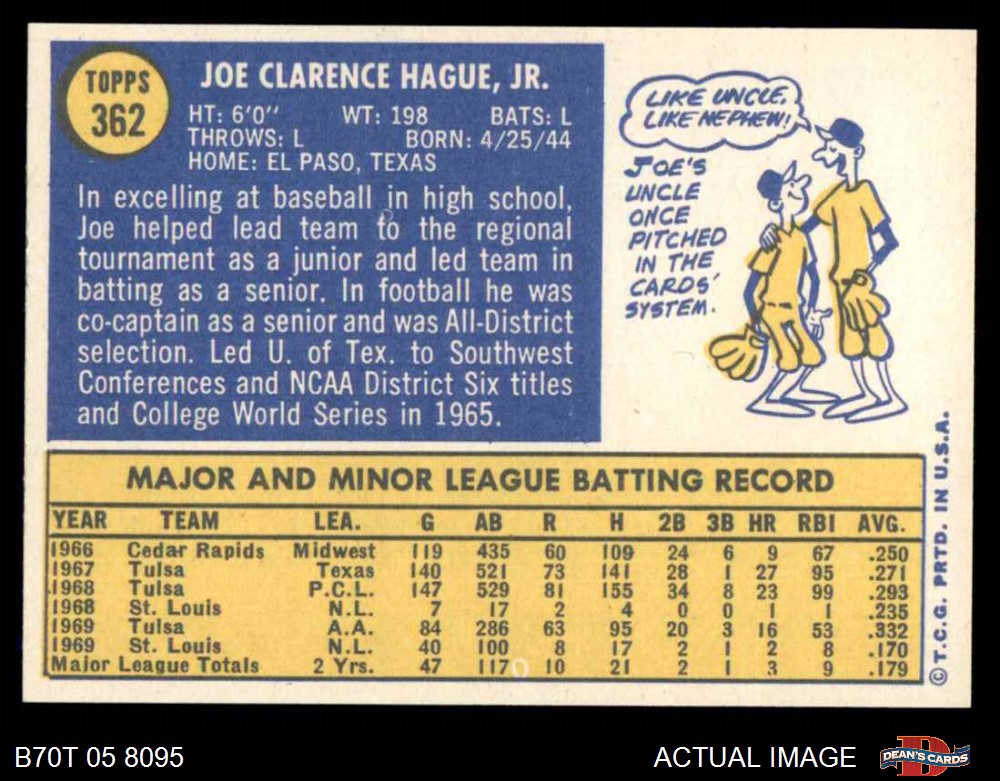 TOPPS
362
JOE CLARENCE HAGUE, JR.
HT: 6'0" WT: 198 BATS: L
THROWS: L BORN: 4/25/44
HOME: EL PASO, TEXAS
In excelling at baseball in high school,
Joe helped lead team to the regional
tournament as a junior and led team in
batting as a senior. In football he was
co-captain as a senior and was All-District
selection. Led U. of Tex. to Southwest
Conferences and NCAA District Six titles
and College World Series in 1965.
LIKE UNCLE,
LIKE NEPHEW!
JOE'S
UNCLE
ONCE
PITCHED
IN THE
CARDS'
SYSTEM.
MAJOR AND MINOR LEAGUE BATTING RECORD
YEAR TEAM LEA. G AB R H 2B 3B HR RBI AVG.
1966 Cedar Rapids Midwest 119 435 60 109 24 6 9 67 .250
1967 Tulsa Texas 140 521 73 141 28 1 27 95 .271
1968 Tulsa P.C.L. 147 529 81 155 34 8 23 99 .293
1968 St. Louis N.L. 7 17 2 4 0 0 1 1 .235
1969 Tulsa A.A. 84 286 63 95 20 3 16 53 .332
1969 St. Louis N.L. 40 100 8 17 2 1 2 8 .170
Major League Totals 2 Yrs. 47 117 10 21 2 1 3 9 .179
© T.C.G. PRTD. IN U.S.A.
B70T 05 8095
ACTUAL IMAGE
DEAN'S CARDS